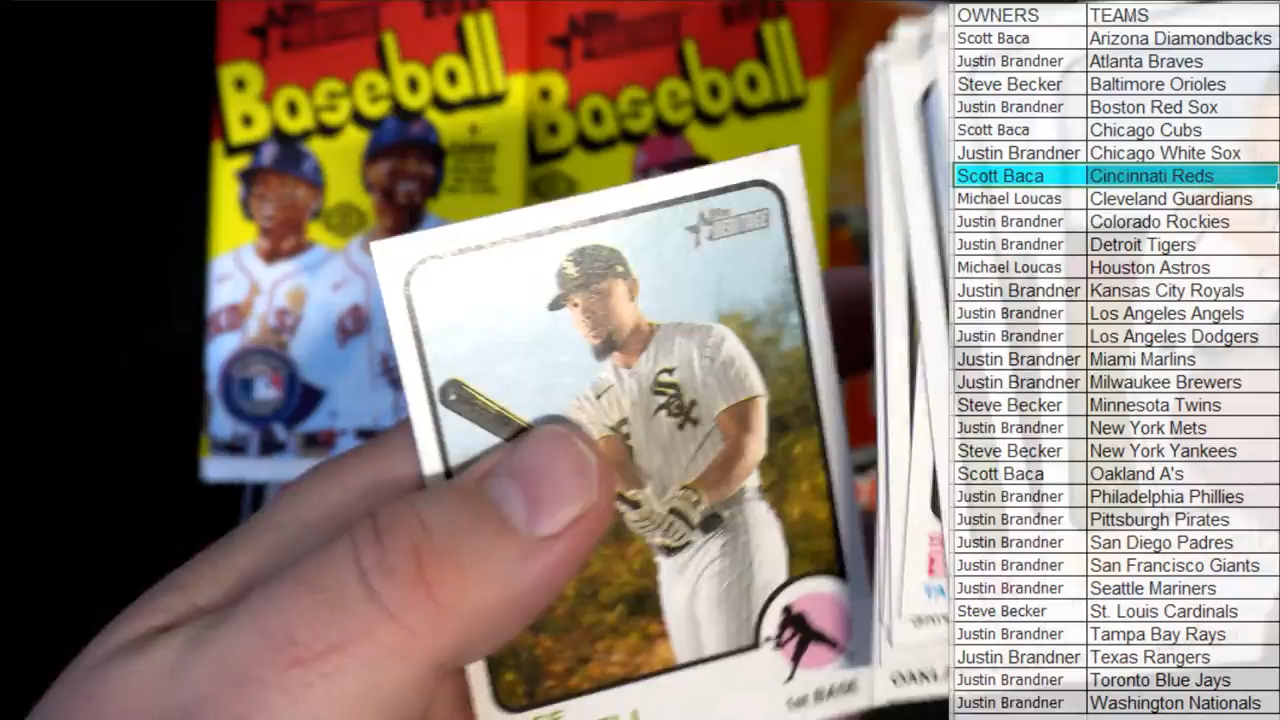 Baseball
Baseball
SOX
1st BASE
OWNERS TEAMS
Scott Baca Arizona Diamondbacks
Justin Brandner Atlanta Braves
Steve Becker Baltimore Orioles
Justin Brandner Boston Red Sox
Scott Baca Chicago Cubs
Justin Brandner Chicago White Sox
Scott Baca Cincinnati Reds
Michael Loucas Cleveland Guardians
Justin Brandner Colorado Rockies
Justin Brandner Detroit Tigers
Michael Loucas Houston Astros
Justin Brandner Kansas City Royals
Justin Brandner Los Angeles Angels
Justin Brandner Los Angeles Dodgers
Justin Brandner Miami Marlins
Justin Brandner Milwaukee Brewers
Steve Becker Minnesota Twins
Justin Brandner New York Mets
Steve Becker New York Yankees
Scott Baca Oakland A's
Justin Brandner Philadelphia Phillies
Justin Brandner Pittsburgh Pirates
Justin Brandner San Diego Padres
Justin Brandner San Francisco Giants
Justin Brandner Seattle Mariners
Steve Becker St. Louis Cardinals
Justin Brandner Tampa Bay Rays
Justin Brandner Texas Rangers
Justin Brandner Toronto Blue Jays
Justin Brandner Washington Nationals